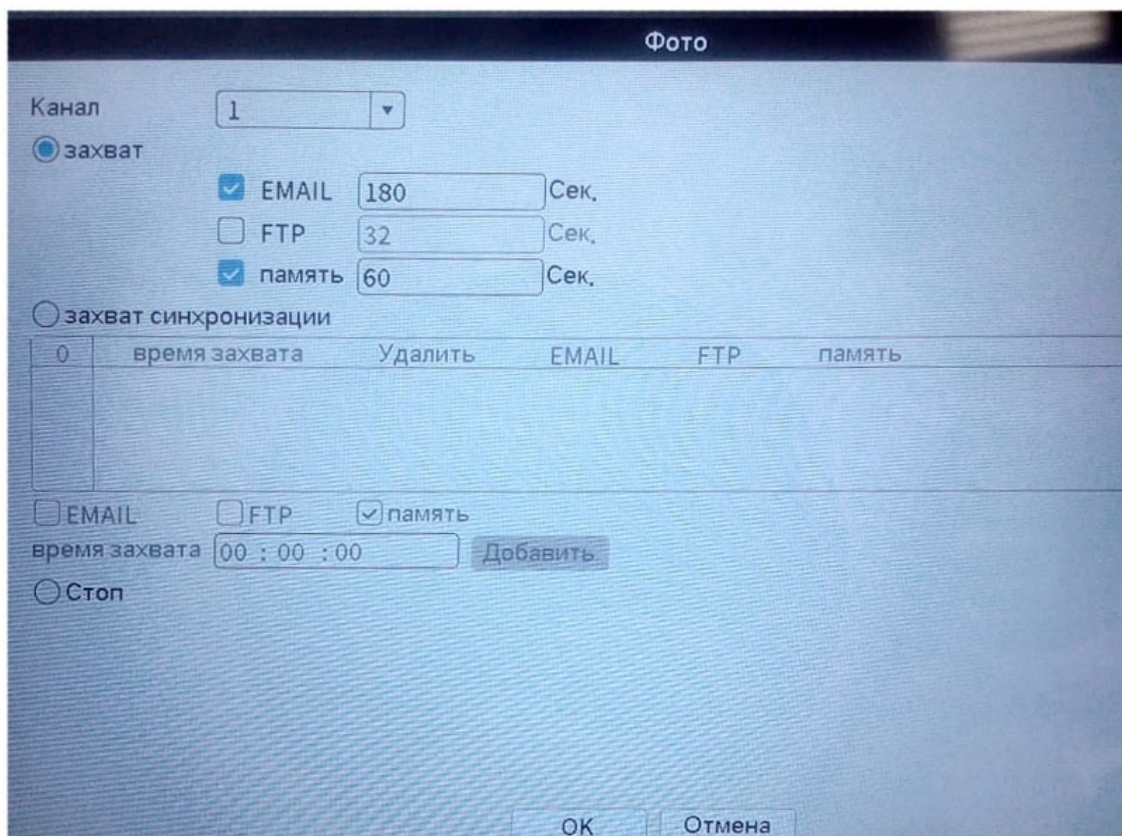 Фото
Канал 1
захват
EMAIL 180 Сек.
FTP 32 Сек.
память 60 Сек.
захват синхронизации
0 время захвата Удалить EMAIL FTP память
EMAIL FTP память
время захвата 00 : 00 : 00 Добавить
Стоп
OK Отмена